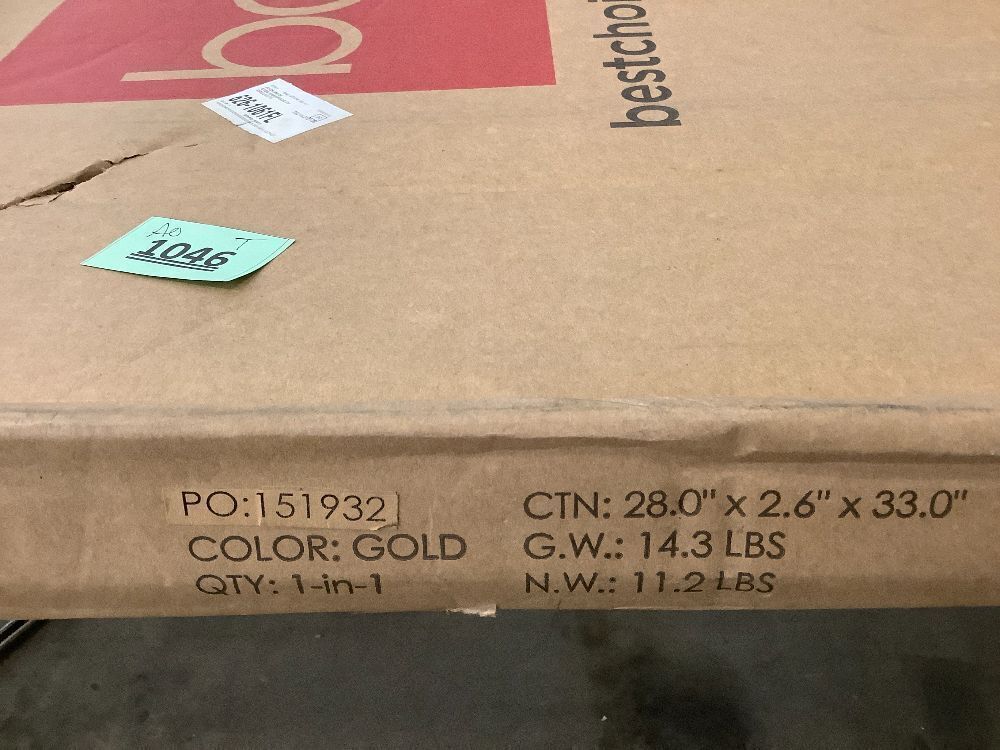 bestchoi
AO
1046 T
PO:151932
COLOR: GOLD
QTY: 1-in-1
CTN: 28.0" x 2.6" x 33.0"
G.W.: 14.3 LBS
N.W.: 11.2 LBS